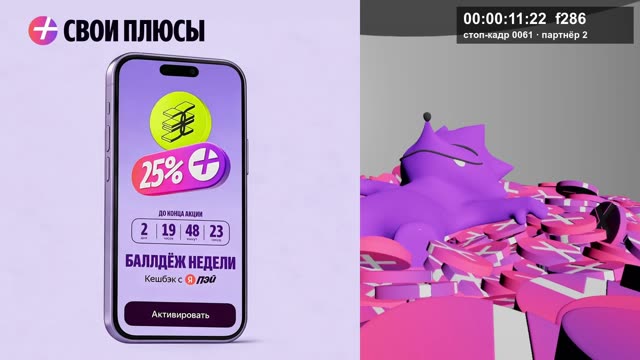 СВОИ ПЛЮСЫ
25%
ДО КОНЦА АКЦИИ
2 19 48 23
БАЛЛДЁЖ НЕДЕЛИ
Кешбэк с Я ПЭЙ
Активировать
00:00:11:22 f286
стоп-кадр 0061 · партнёр 2